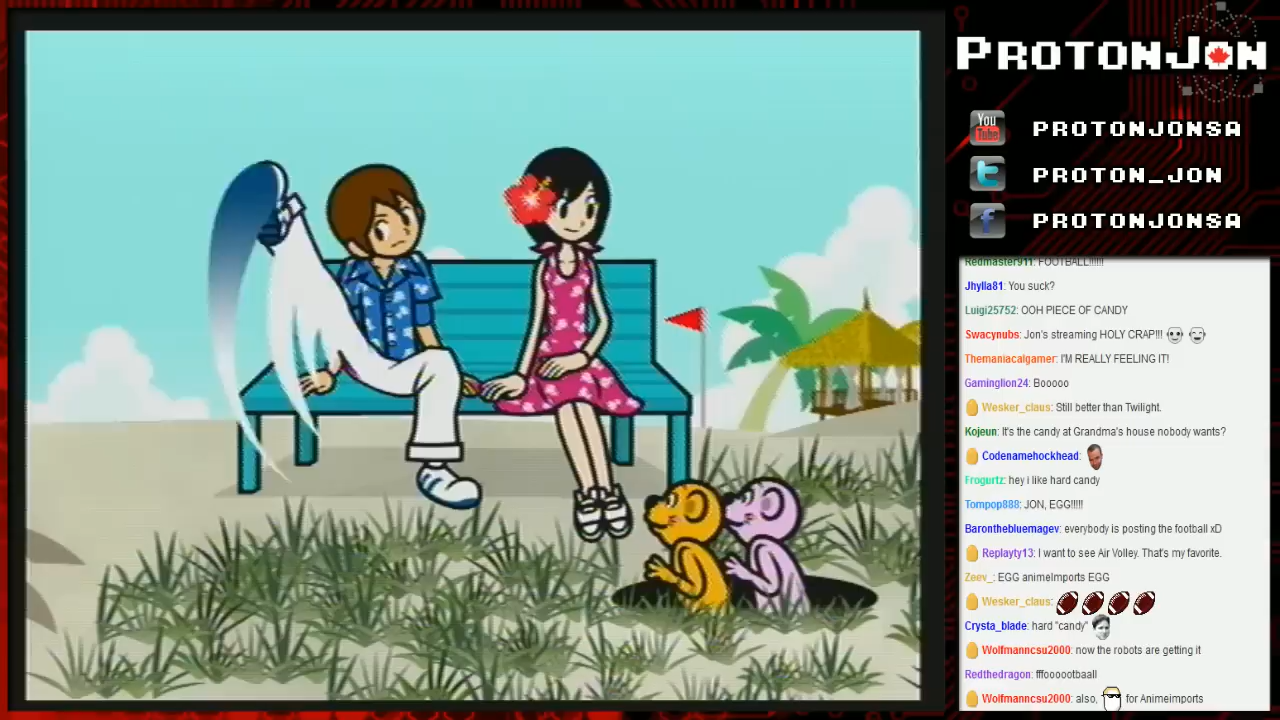 PROTONJON
You Tube PROTONJONSA
t PROTON_JON
f PROTONJONSA
Redmaster911: FOOTBALL!!!!!!
Jhylla81: You suck?
Luigi25752: OOH PIECE OF CANDY
Swacynubs: Jon's streaming HOLY CRAP!!!
Themaniacalgamer: I'M REALLY FEELING IT!
Gaminglion24: Booooo
Wesker_claus: Still better than Twilight.
Kojeun: It's the candy at Grandma's house nobody wants?
Codenamehockhead:
Frogurtz: hey i like hard candy
Tompop888: JON, EGG!!!!!
Baronthebluemagev: everybody is posting the football xD
Replayty13: I want to see Air Volley. That's my favorite.
Zeev_: EGG animeImports EGG
Wesker_claus:
Crysta_blade: hard "candy"
Wolfmanncsu2000: now the robots are getting it
Redthedragon: fffoooootbaall
Wolfmanncsu2000: also, for Animeimports